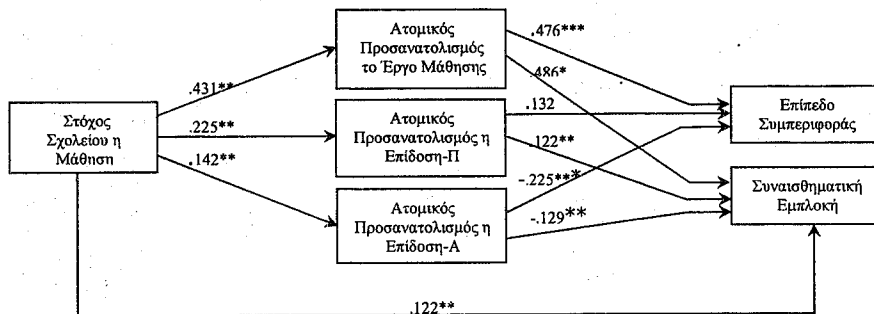 Ατομικός
Προσανατολισμός
το Έργο Μάθησης
.476***
.486*
.431**
Στόχος
Σχολείου η
Μάθηση
.225**
.142**
Ατομικός
Προσανατολισμός η
Επίδοση-Π
.132
.122**
-.225***
Επίπεδο
Συμπεριφοράς
Ατομικός
Προσανατολισμός η
Επίδοση-Α
-.129**
Συναισθηματική
Εμπλοκή
.122**